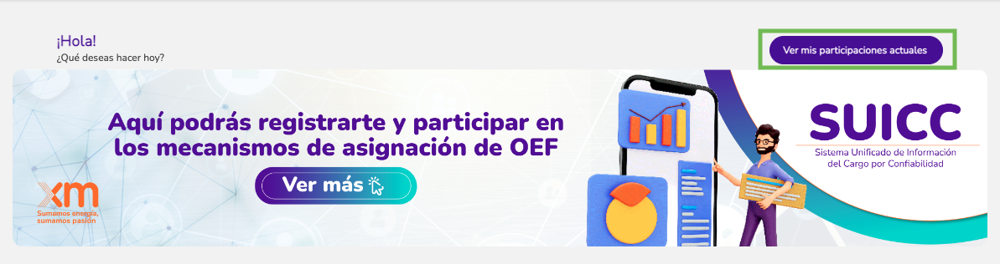 ¡Hola!
¿Qué deseas hacer hoy?
Ver mis participaciones actuales
Aquí podrás registrarte y participar en
los mecanismos de asignación de OEF
Ver más
xm
Sumamos energía,
sumamos pasión
SUICC
Sistema Unificado de Información
del Cargo por Confiabilidad